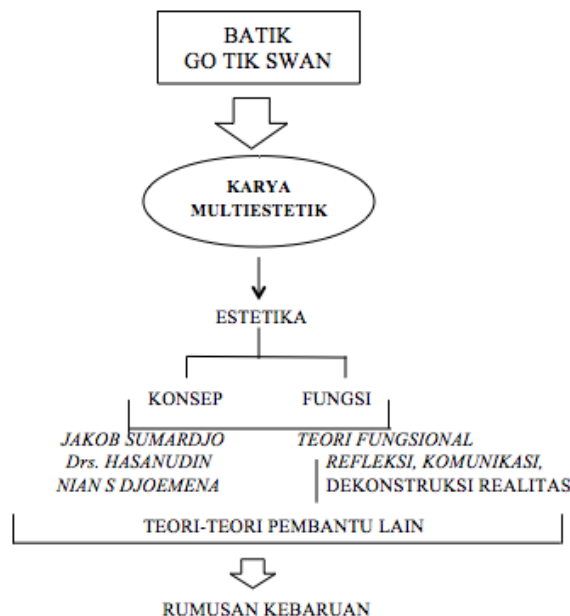 BATIK
GO TIK SWAN
KARYA
MULTIESTETIK
ESTETIKA
KONSEP FUNGSI
JAKOB SUMARDJO TEORI FUNGSIONAL
Drs. HASANUDIN REFLEKSI, KOMUNIKASI,
NIAN S DJOEMENA DEKONSTRUKSI REALITAS
TEORI-TEORI PEMBANTU LAIN
RUMUSAN KEBARUAN